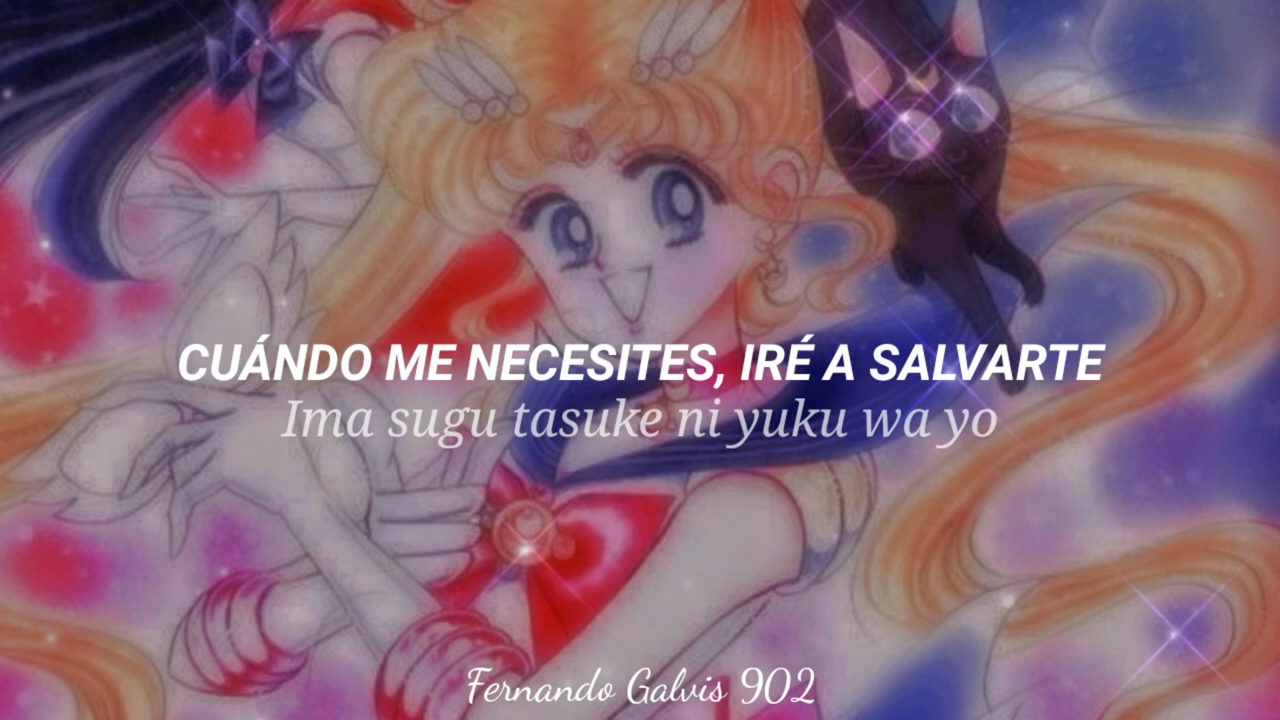 CUÁNDO ME NECESITES, IRÉ A SALVARTE
Ima sugu tasuke ni yuku wa yo
Fernando Galvis 902